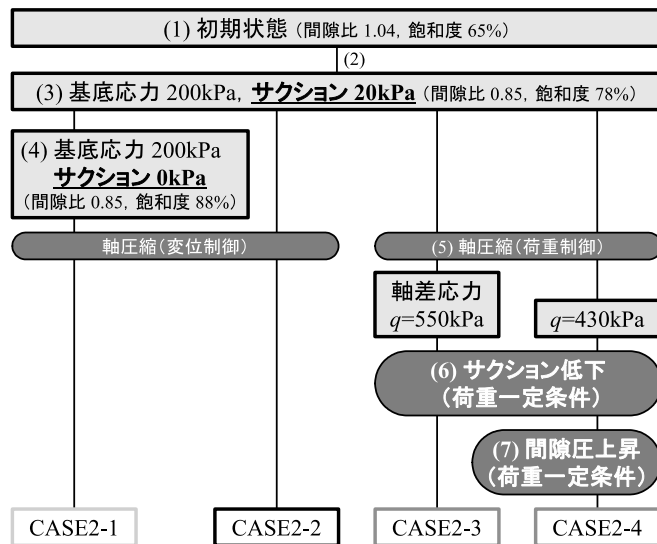 (1) 初期状態 (間隙比 1.04, 飽和度 65%)
(2)
(3) 基底応力 200kPa, サクション 20kPa (間隙比 0.85, 飽和度 78%)
(4) 基底応力 200kPa
サクション 0kPa
(間隙比 0.85, 飽和度 88%)
軸圧縮(変位制御)
(5) 軸圧縮(荷重制御)
軸差応力
q=550kPa
q=430kPa
(6) サクション低下
(荷重一定条件)
(7) 間隙圧上昇
(荷重一定条件)
CASE2-1
CASE2-2
CASE2-3
CASE2-4